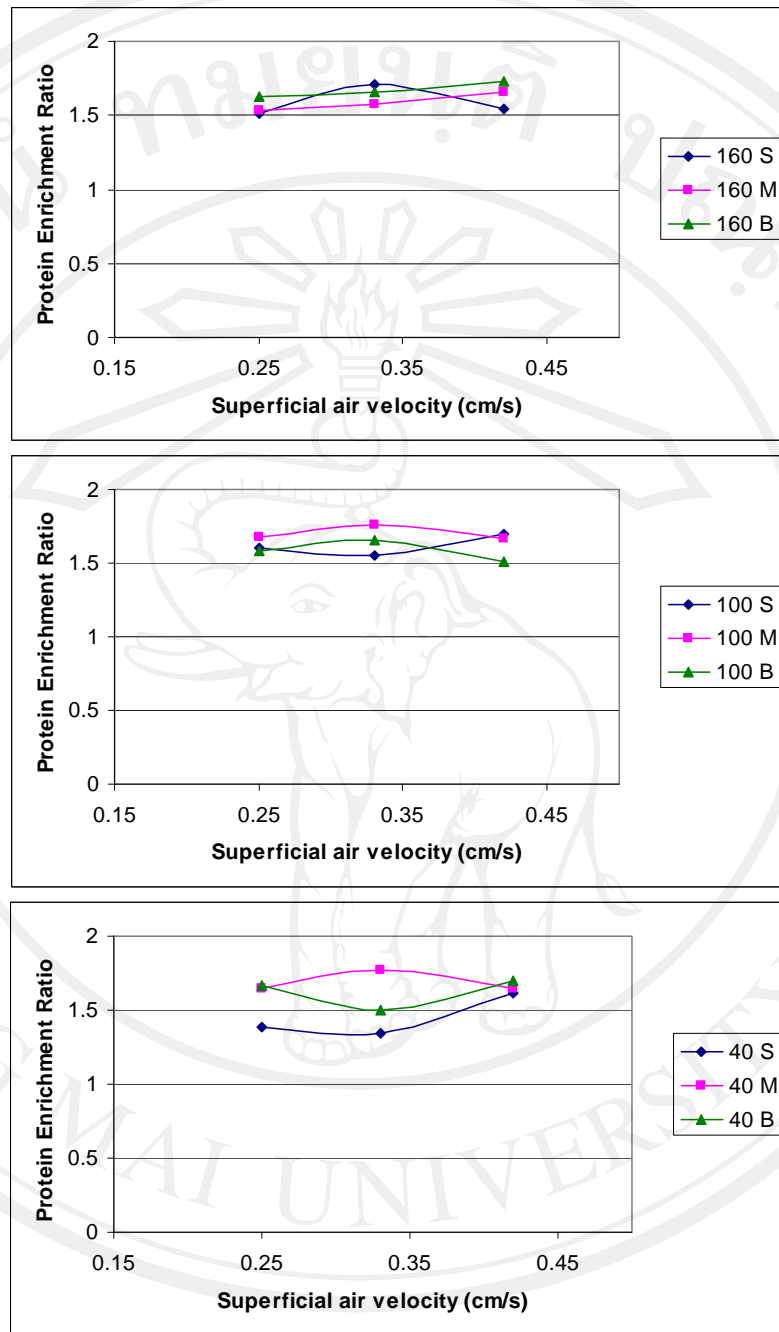 2
1.5
1
0.5
0
0.15 0.25 0.35 0.45
Superficial air velocity (cm/s)
Protein Enrichment Ratio
160 S
160 M
160 B
2
1.5
1
0.5
0
0.15 0.25 0.35 0.45
Superficial air velocity (cm/s)
Protein Enrichment Ratio
100 S
100 M
100 B
2
1.5
1
0.5
0
0.15 0.25 0.35 0.45
Superficial air velocity (cm/s)
Protein Enrichment Ratio
40 S
40 M
40 B
MAI UNIVERSITY